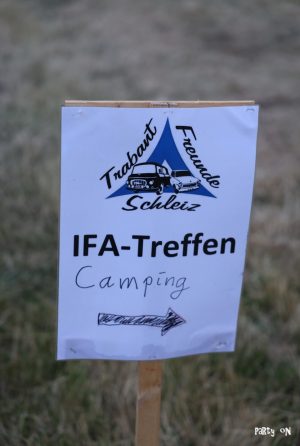 Trabant Freunde
Schleiz
IFA-Treffen
Camping
Party ON